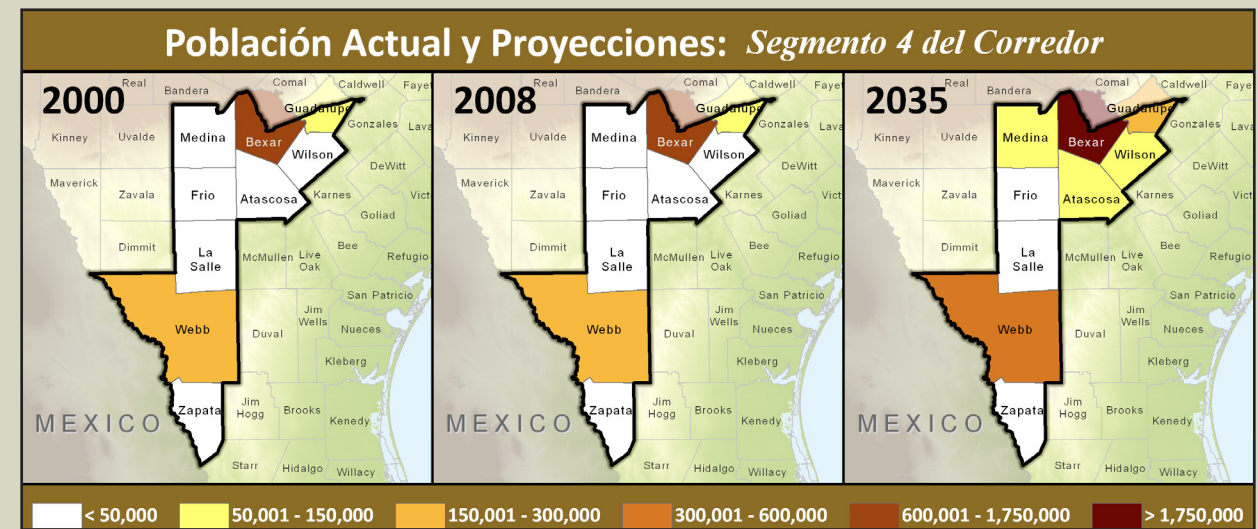 Población Actual y Proyecciones: Segmento 4 del Corredor
2000
Real
Bandera
Comal
Caldwell
Faye
Guadalupe
Kinney
Uvalde
Medina
Bexar
Gonzales
Lava
Wilson
DeWitt
Maverick
Zavala
Frio
Atascosa
Karnes
Vict
Goliad
Dimmit
La
Salle
McMullen
Live
Oak
Bee
Refugio
San Patricio
Webb
Duval
Jim
Wells
Nueces
Kleberg
Zapata
Jim
Hogg
Brooks
Kenedy
MEXICO
Starr
Hidalgo
Willacy
2008
Real
Bandera
Comal
Caldwell
Faye
Guadalupe
Kinney
Uvalde
Medina
Bexar
Gonzales
Lava
Wilson
DeWitt
Maverick
Zavala
Frio
Atascosa
Karnes
Vict
Goliad
Dimmit
La
Salle
McMullen
Live
Oak
Bee
Refugio
San Patricio
Webb
Duval
Jim
Wells
Nueces
Kleberg
Zapata
Jim
Hogg
Brooks
Kenedy
MEXICO
Starr
Hidalgo
Willacy
2035
Real
Bandera
Comal
Caldwell
Fayet
Guadalupe
Kinney
Uvalde
Medina
Bexar
Gonzales
Lava
Wilson
DeWitt
Maverick
Zavala
Frio
Atascosa
Karnes
Vict
Goliad
Dimmit
La
Salle
McMullen
Live
Oak
Bee
Refugio
San Patricio
Webb
Duval
Jim
Wells
Nueces
Kleberg
Zapata
Jim
Hogg
Brooks
Kenedy
MEXICO
Starr
Hidalgo
Willacy
< 50,000
50,001 - 150,000
150,001 - 300,000
300,001 - 600,000
600,001 - 1,750,000
> 1,750,000